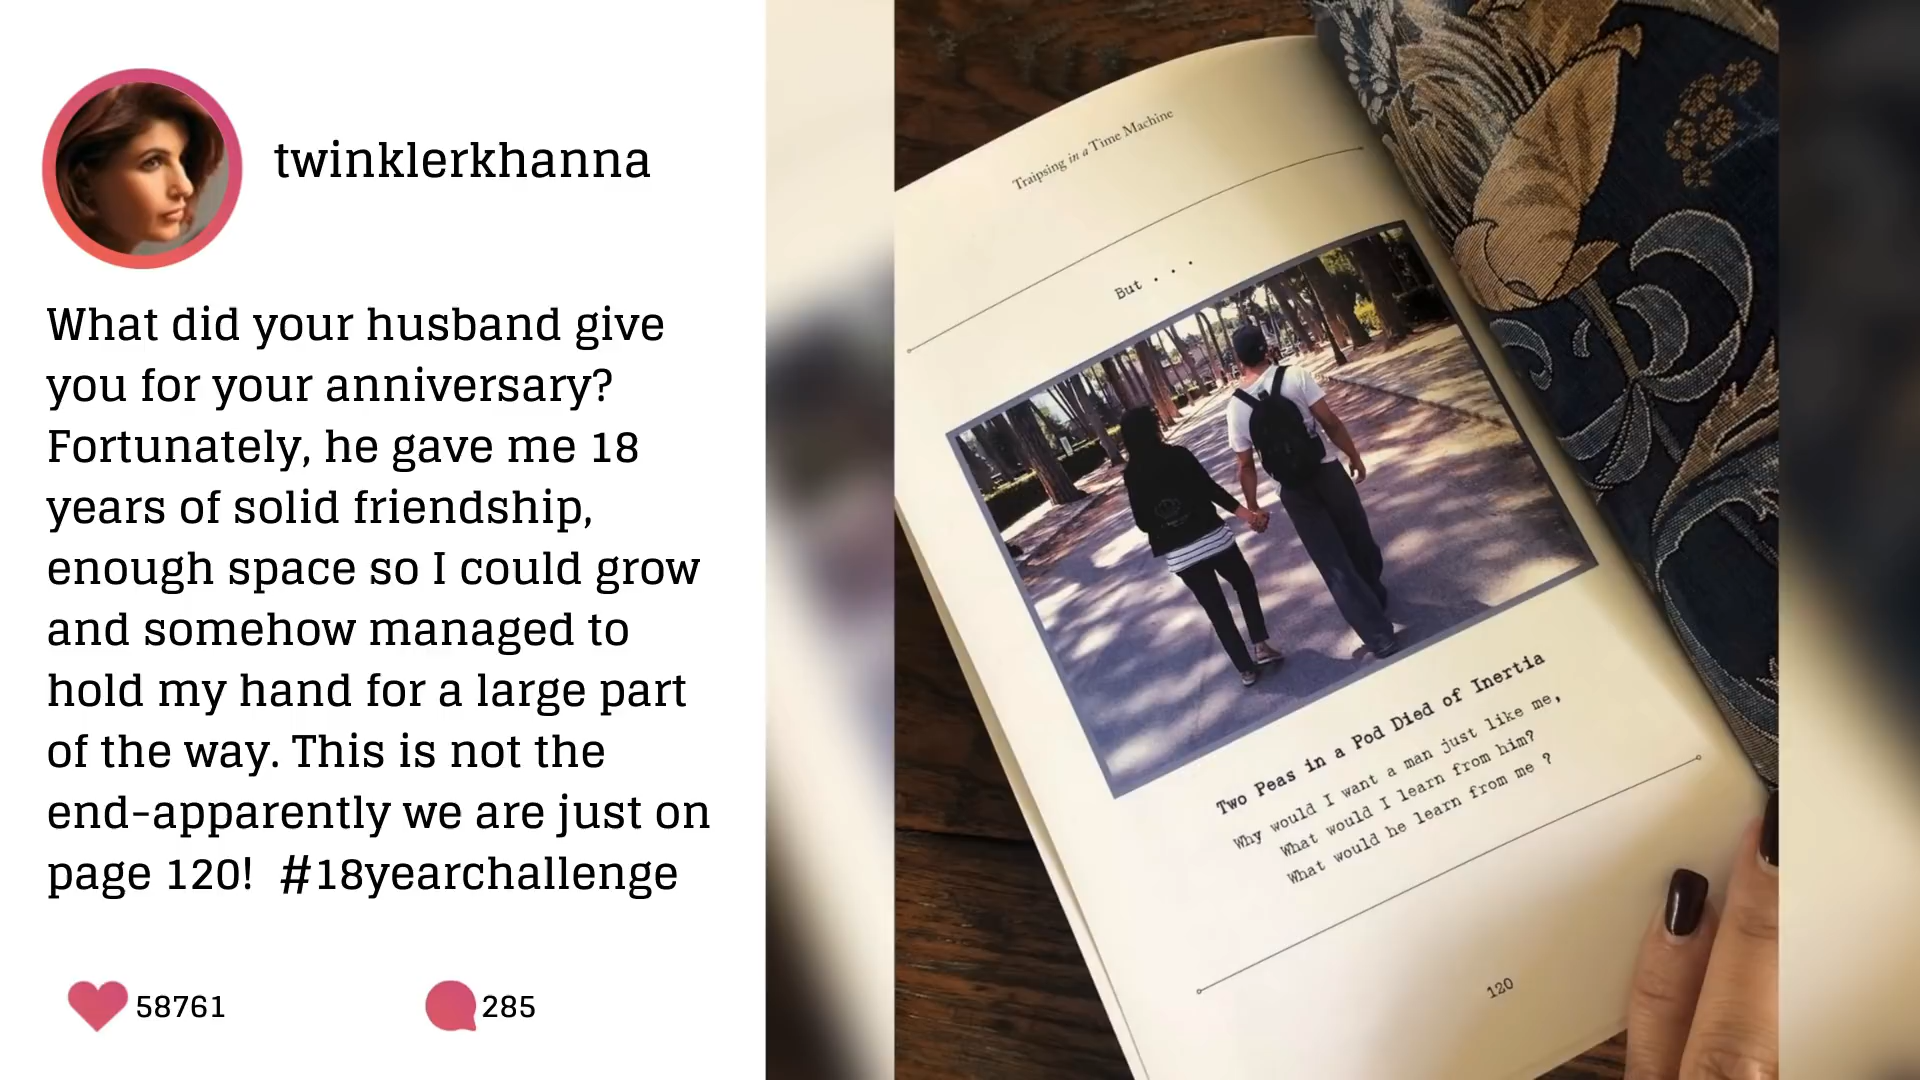 twinklerkhanna
What did your husband give
you for your anniversary?
Fortunately, he gave me 18
years of solid friendship,
enough space so I could grow
and somehow managed to
hold my hand for a large part
of the way. This is not the
end-apparently we are just on
page 120!  #18yearchallenge
58761
285
Traipsing in a Time Machine
But . . .
Two Peas in a Pod Died of Inertia
Why would I want a man just like me,
What would I learn from him?
What would he learn from me ?
120